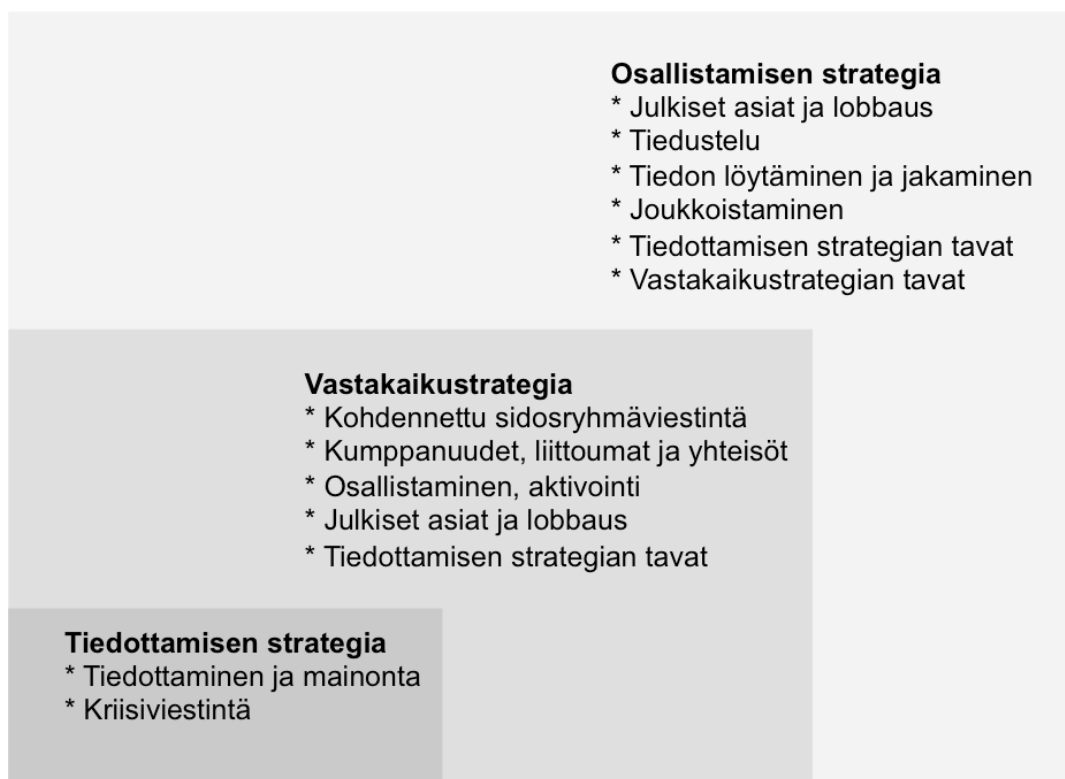 Osallistamisen strategia
* Julkiset asiat ja lobbaus
* Tiedustelu
* Tiedon löytäminen ja jakaminen
* Joukkoistaminen
* Tiedottamisen strategian tavat
* Vastakaikustrategian tavat
Vastakaikustrategia
* Kohdennettu sidosryhmäviestintä
* Kumppanuudet, liittoumat ja yhteisöt
* Osallistaminen, aktivointi
* Julkiset asiat ja lobbaus
* Tiedottamisen strategian tavat
Tiedottamisen strategia
* Tiedottaminen ja mainonta
* Kriisiviestintä